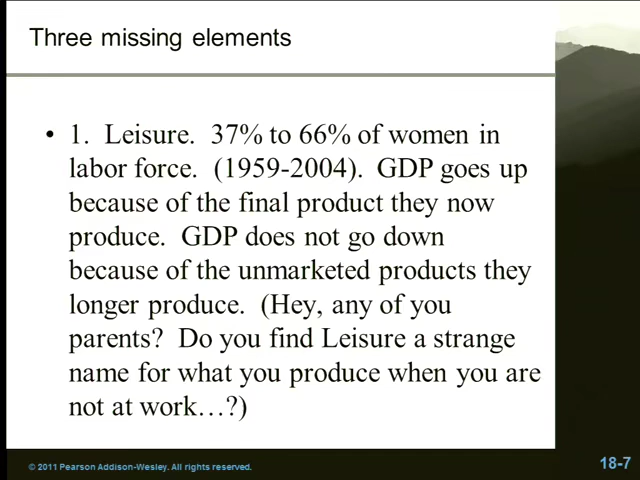 Three missing elements
• 1. Leisure. 37% to 66% of women in
labor force. (1959-2004). GDP goes up
because of the final product they now
produce. GDP does not go down
because of the unmarketed products they
longer produce. (Hey, any of you
parents? Do you find Leisure a strange
name for what you produce when you are
not at work…?)
© 2011 Pearson Addison-Wesley. All rights reserved.
18-7